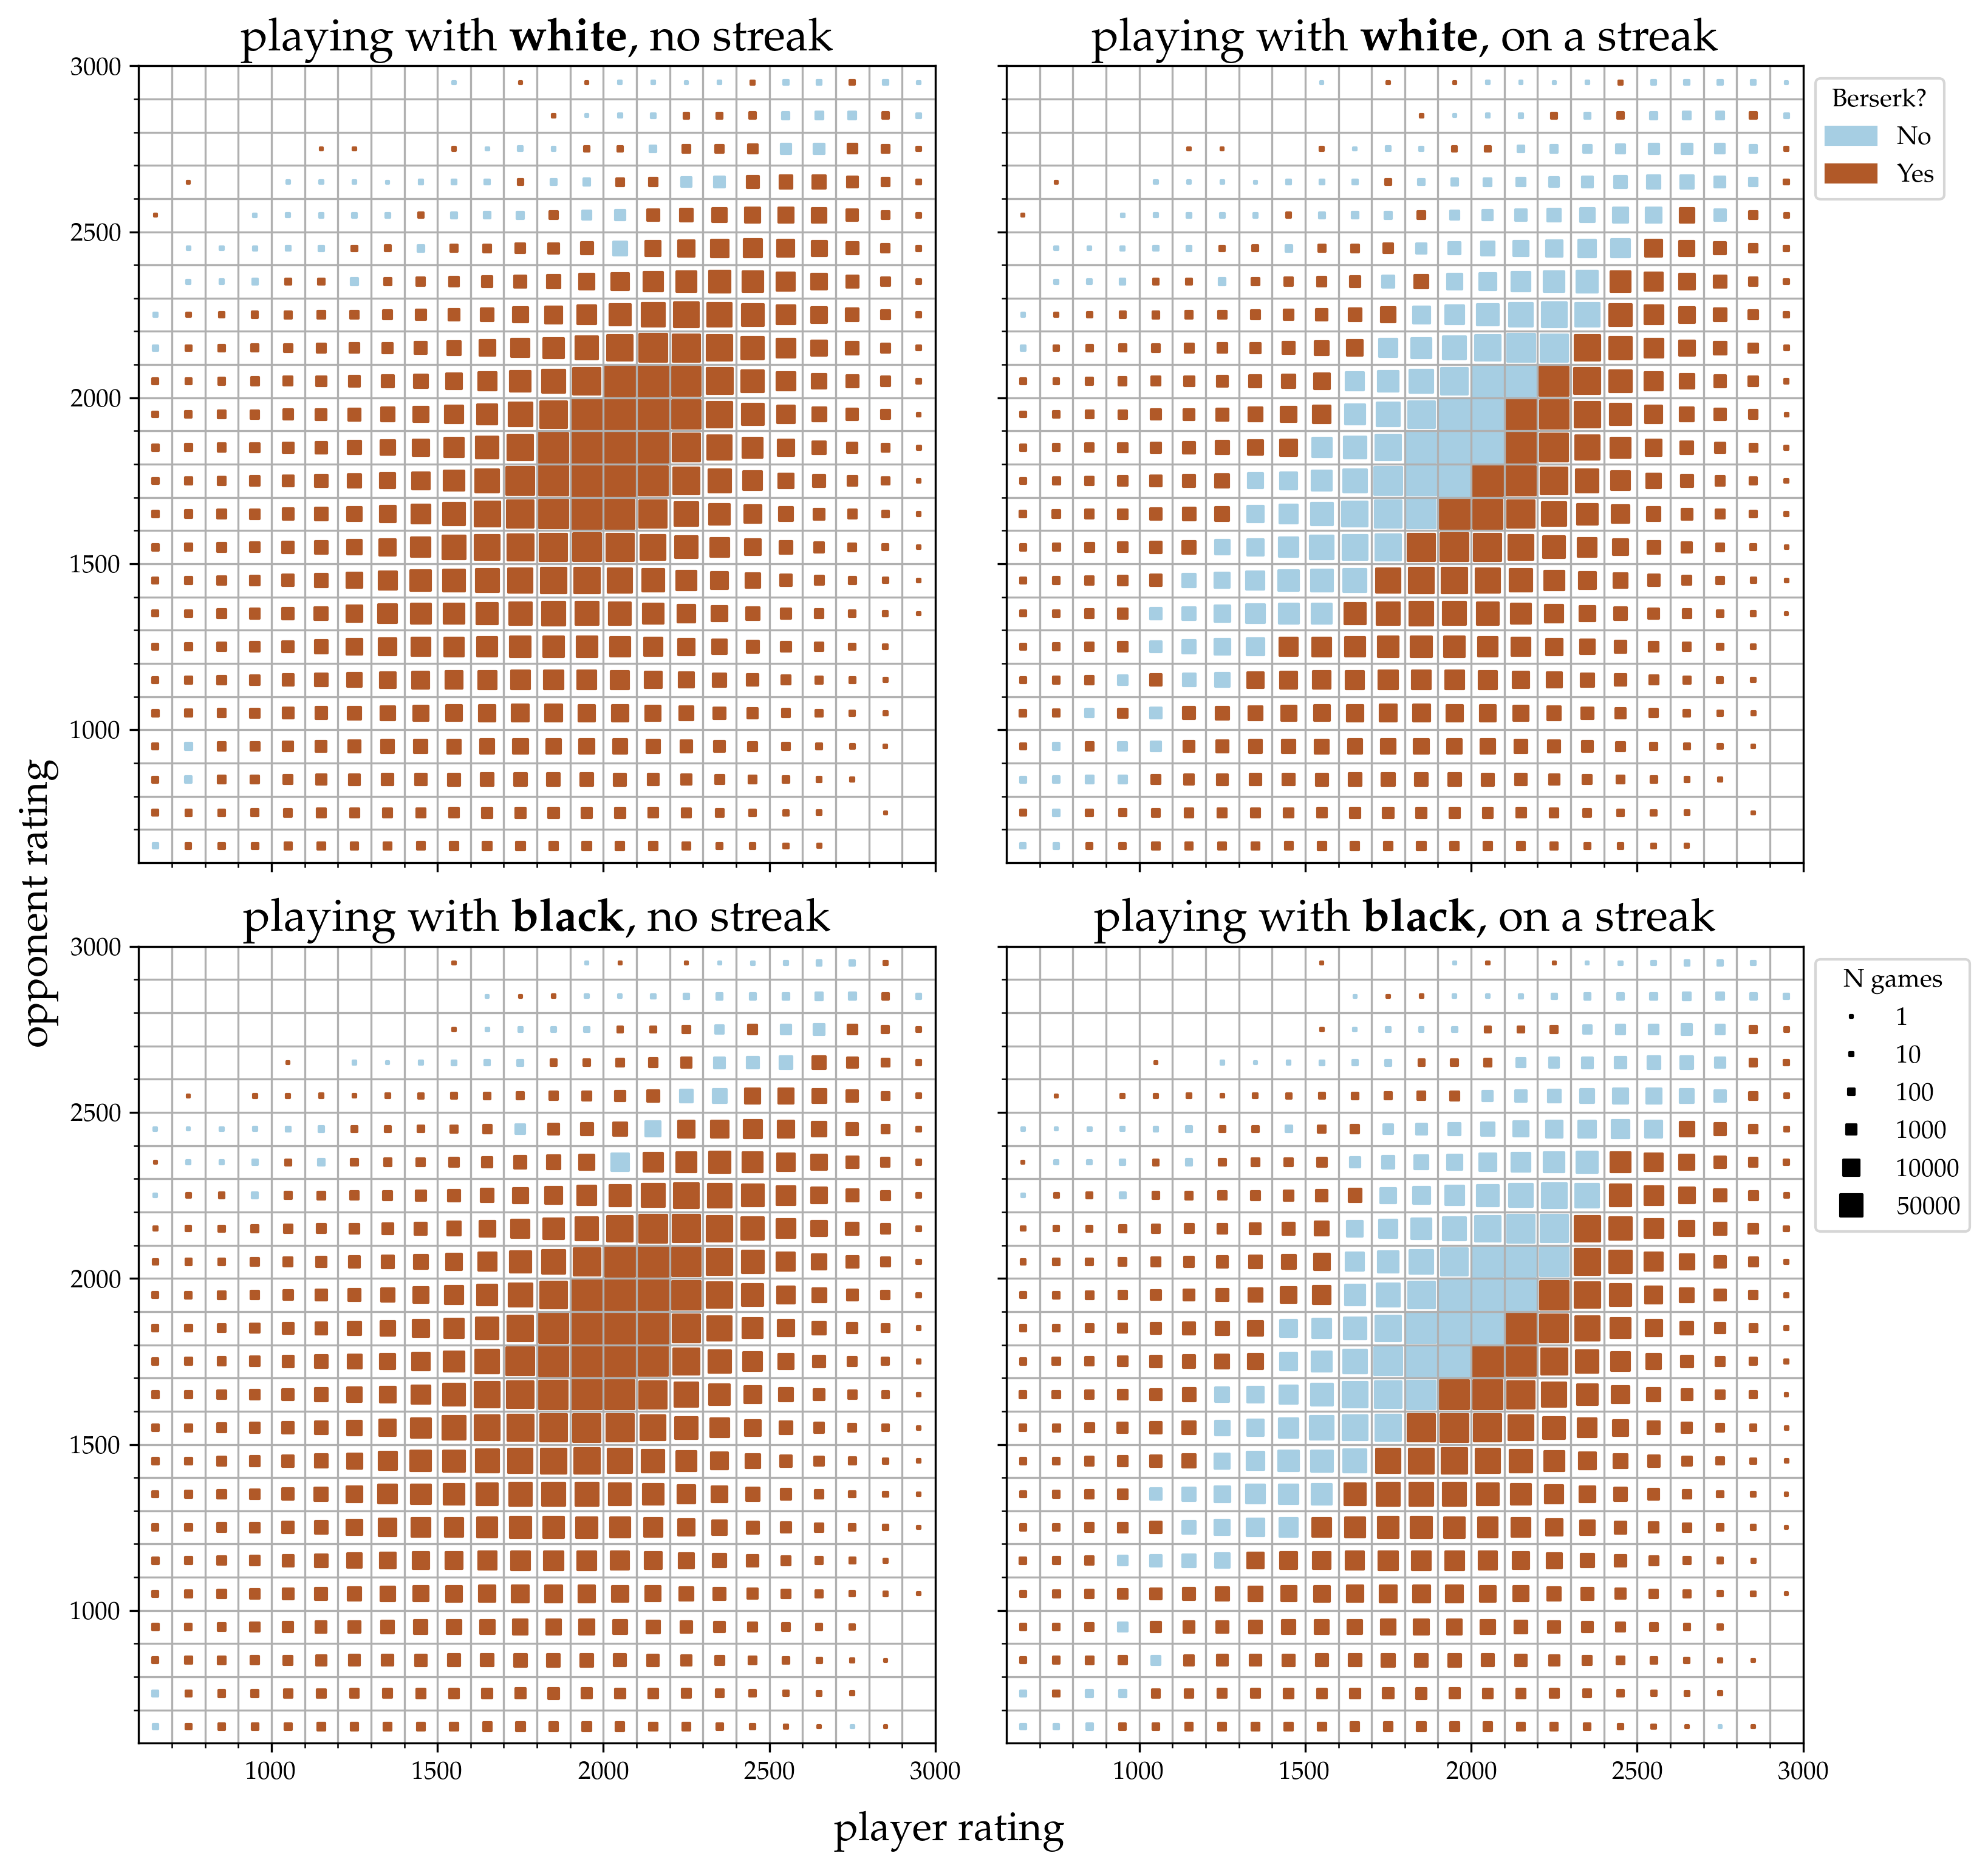 playing with white, no streak
playing with white, on a streak
3000
2500
2000
1500
1000
Berserk?
No
Yes
opponent rating
playing with black, no streak
playing with black, on a streak
3000
2500
2000
1500
1000
N games
1
10
100
1000
10000
50000
1000 1500 2000 2500 3000
1000 1500 2000 2500 3000
player rating